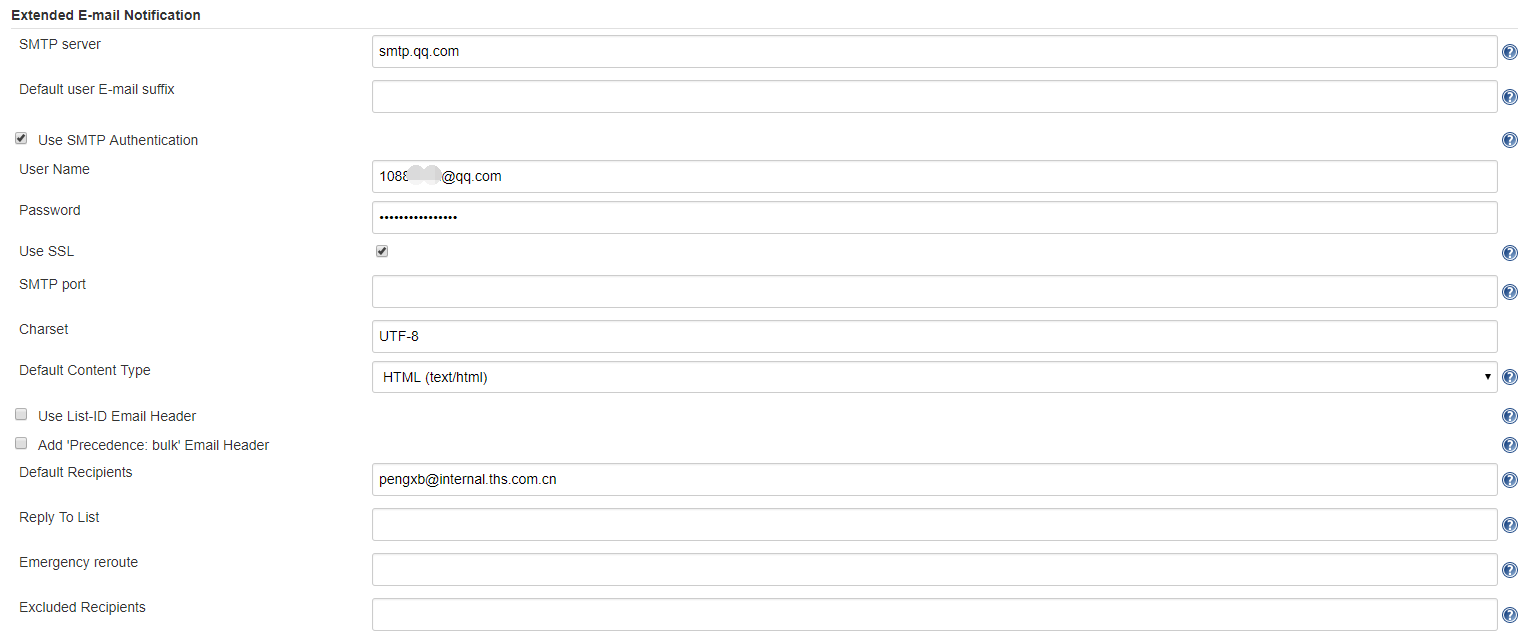 Extended E-mail Notification
SMTP server
smtp.qq.com
Default user E-mail suffix
Use SMTP Authentication
User Name
1088 @qq.com
Password
••••••••••••••••
Use SSL
SMTP port
Charset
UTF-8
Default Content Type
HTML (text/html)
Use List-ID Email Header
Add 'Precedence: bulk' Email Header
Default Recipients
pengxb@internal.ths.com.cn
Reply To List
Emergency reroute
Excluded Recipients